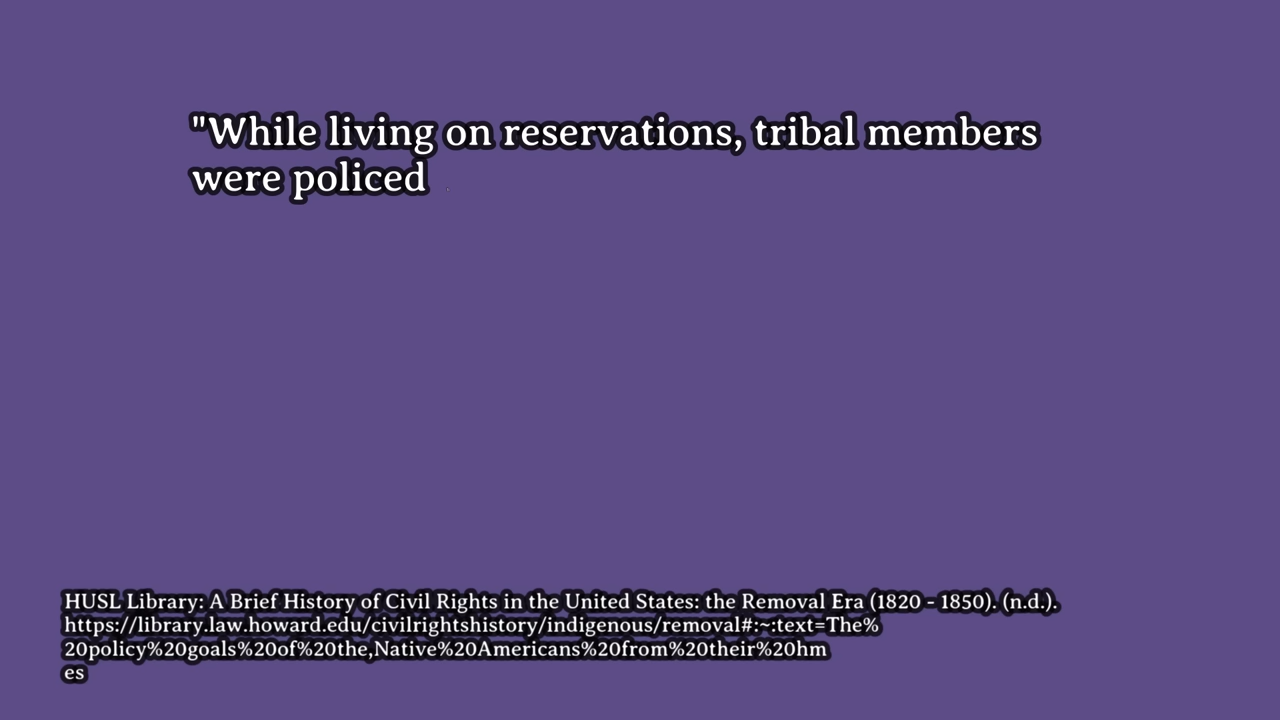 "While living on reservations, tribal members
were policed
HUSL Library: A Brief History of Civil Rights in the United States: the Removal Era (1820 - 1850). (n.d.).
https://library.law.howard.edu/civilrightshistory/indigenous/removal#:~:text=The%
20policy%20goals%20of%20the,Native%20Americans%20from%20their%20hm
es